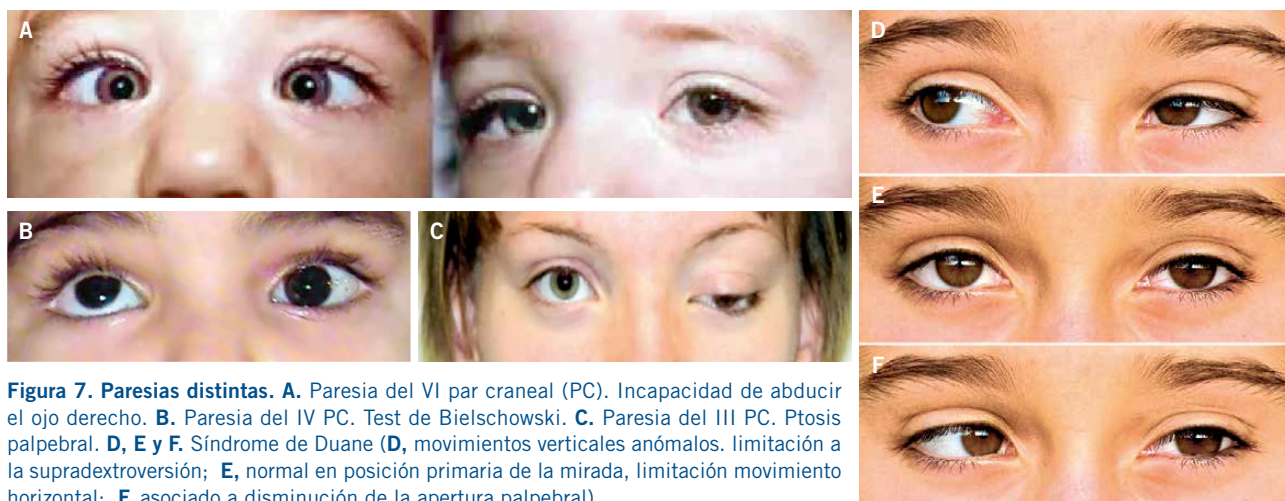 A
D
E
B
C
F
Figura 7. Paresias distintas. A. Paresia del VI par craneal (PC). Incapacidad de abducir
el ojo derecho. B. Paresia del IV PC. Test de Bielschowski. C. Paresia del III PC. Ptosis
palpebral. D, E y F. Síndrome de Duane (D, movimientos verticales anómalos. limitación a
la supradextroversión; E, normal en posición primaria de la mirada, limitación movimiento
horizontal; F, asociado a disminución de la apertura palpebral).